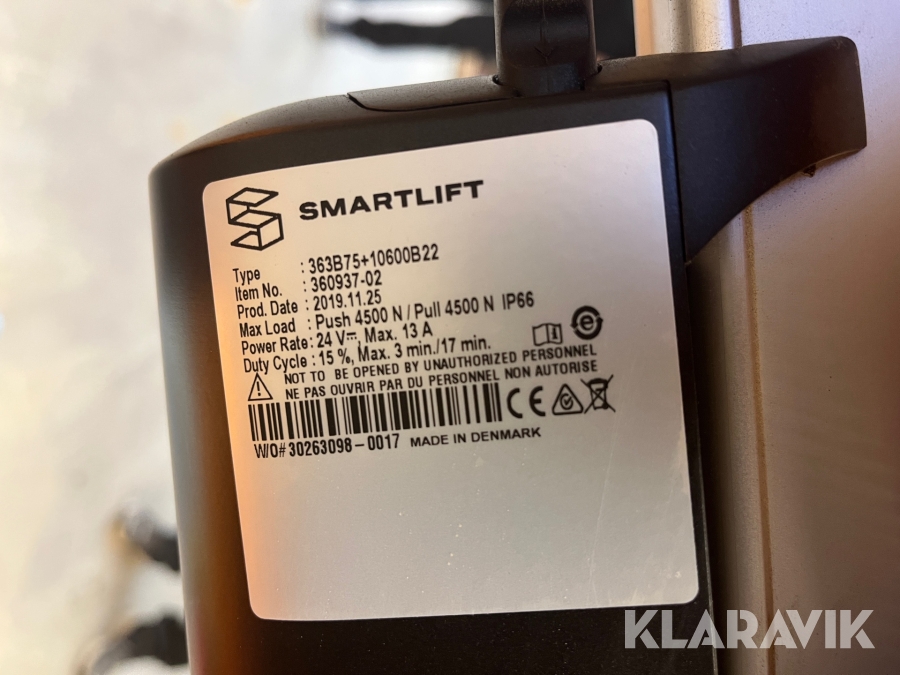 SMARTLIFT
Type : 363B75+10600B22
Item No. : 360937-02
Prod. Date : 2019.11.25
Max Load : Push 4500 N / Pull 4500 N IP66
Power Rate : 24 V⎓, Max. 13 A
Duty Cycle : 15 %, Max. 3 min./17 min.
NOT TO BE OPENED BY UNAUTHORIZED PERSONNEL
NE PAS OUVRIR PAR DU PERSONNEL NON AUTORISE
CE
W/O# 30263098-0017 MADE IN DENMARK
KLARAVIK